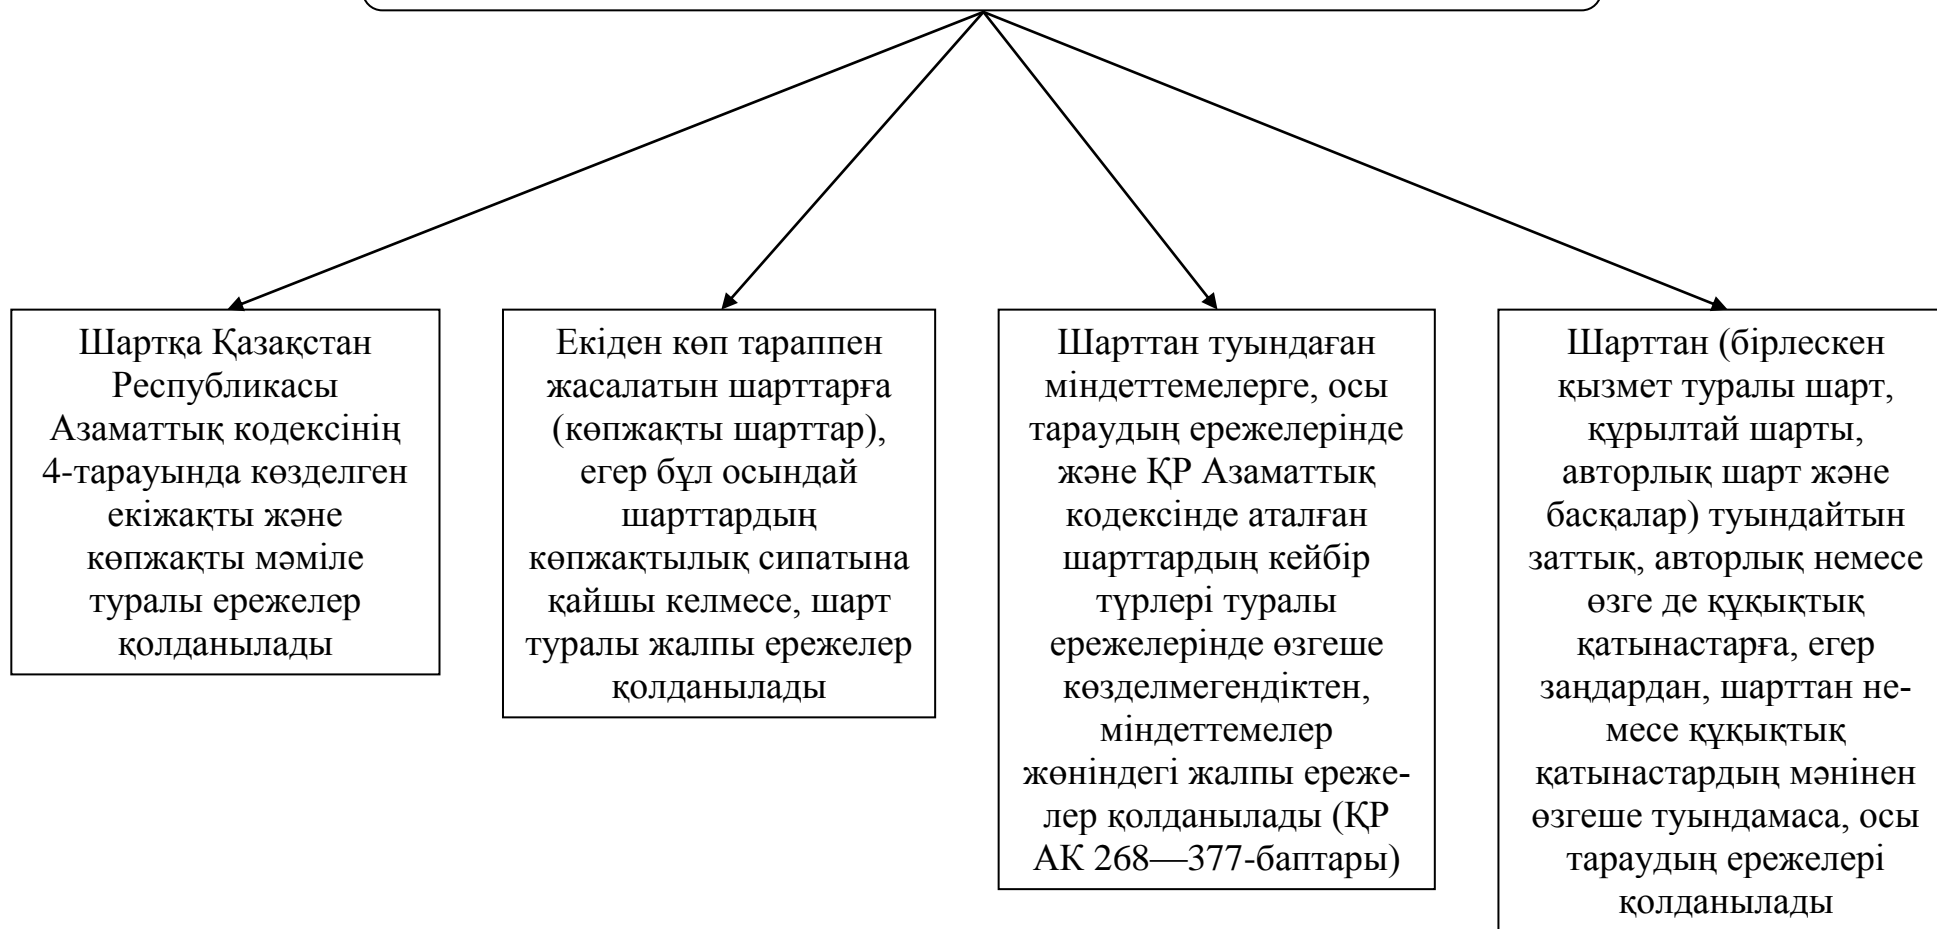 Шартқа Қазақстан
Республикасы
Азаматтық кодексінің
4-тарауында көзделген
екіжақты және
көпжақты мәміле
туралы ережелер
қолданылады
Екіден көп тараппен
жасалатын шарттарға
(көпжақты шарттар),
егер бұл осындай
шарттардың
көпжақтылық сипатына
қайшы келмесе, шарт
туралы жалпы ережелер
қолданылады
Шарттан туындаған
міндеттемелерге, осы
тараудың ережелерінде
және ҚР Азаматтық
кодексінде аталған
шарттардың кейбір
түрлері туралы
ережелерінде өзгеше
көзделмегендіктен,
міндеттемелер
жөніндегі жалпы ереже-
лер қолданылады (ҚР
АК 268—377-баптары)
Шарттан (бірлескен
қызмет туралы шарт,
құрылтай шарты,
авторлық шарт және
басқалар) туындайтын
заттық, авторлық немесе
өзге де құқықтық
қатынастарға, егер
заңдардан, шарттан не-
месе құқықтық
қатынастардың мәнінен
өзгеше туындамаса, осы
тараудың ережелері
қолданылады